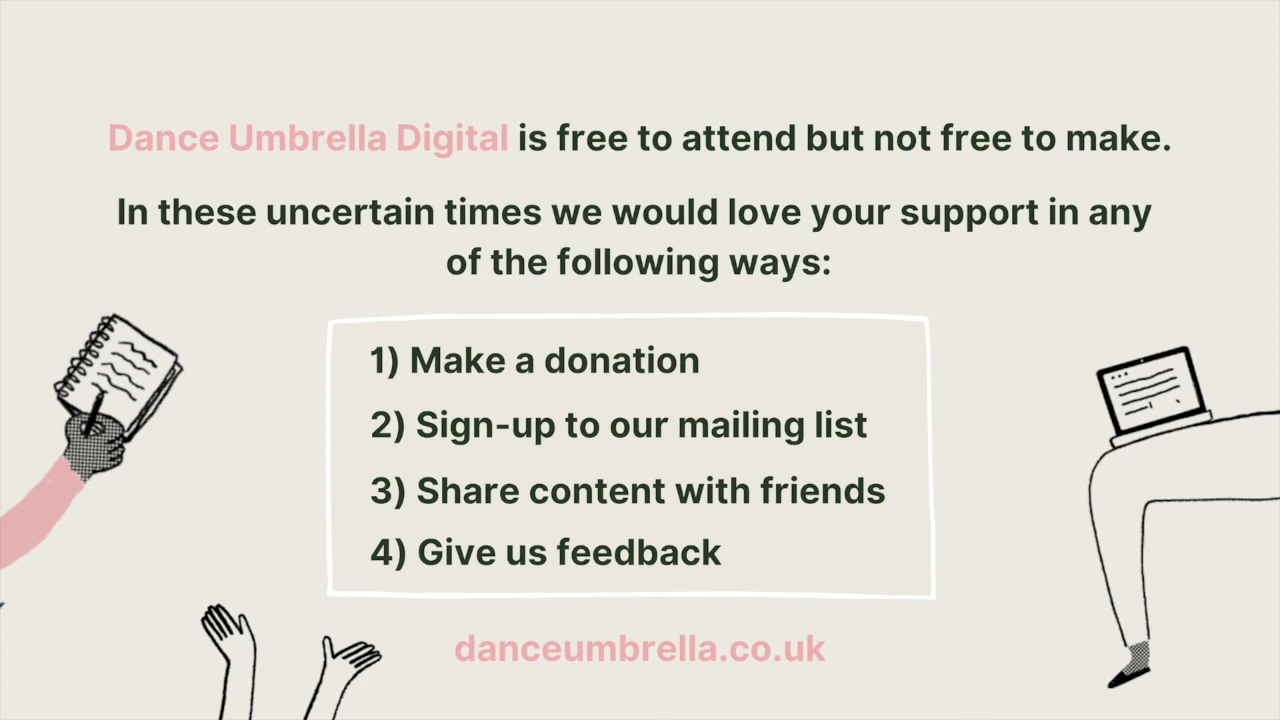 Dance Umbrella Digital is free to attend but not free to make.
In these uncertain times we would love your support in any
of the following ways:
1) Make a donation
2) Sign-up to our mailing list
3) Share content with friends
4) Give us feedback
danceumbrella.co.uk